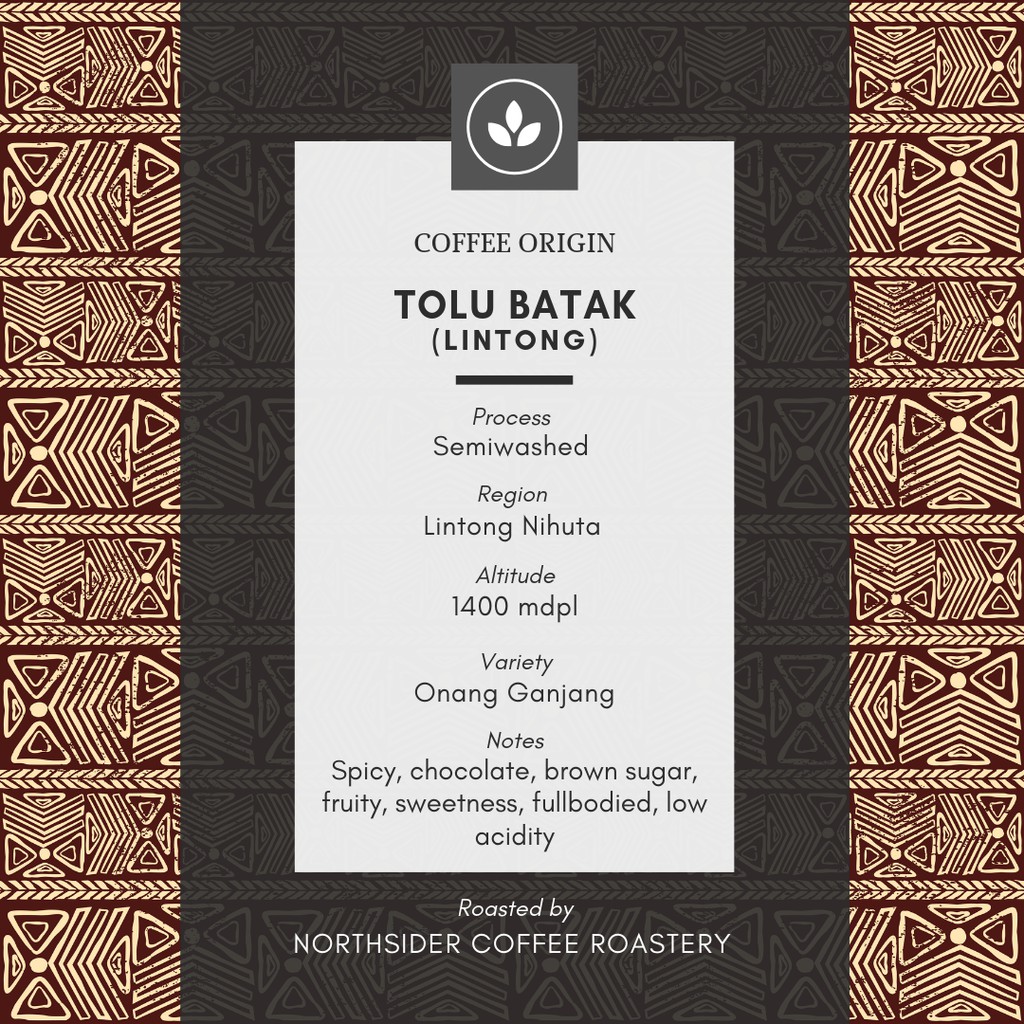 COFFEE ORIGIN
TOLU BATAK
(LINTONG)
Process
Semiwashed
Region
Lintong Nihuta
Altitude
1400 mdpl
Variety
Onang Ganjang
Notes
Spicy, chocolate, brown sugar,
fruity, sweetness, fullbodied, low
acidity
Roasted by
NORTHSIDER COFFEE ROASTERY